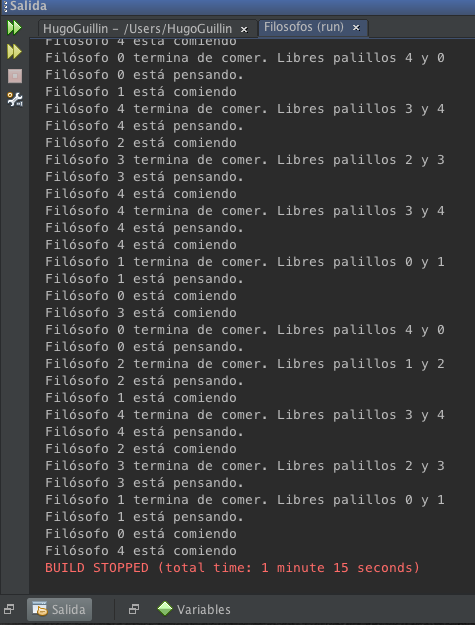 Salida
HugoGuillin - /Users/HugoGuillin ×
Filosofos (run) ×
Filósofo 4 está comiendo
Filósofo 0 termina de comer. Libres palillos 4 y 0
Filósofo 0 está pensando.
Filósofo 1 está comiendo
Filósofo 4 termina de comer. Libres palillos 3 y 4
Filósofo 4 está pensando.
Filósofo 2 está comiendo
Filósofo 3 termina de comer. Libres palillos 2 y 3
Filósofo 3 está pensando.
Filósofo 4 está comiendo
Filósofo 4 termina de comer. Libres palillos 3 y 4
Filósofo 4 está pensando.
Filósofo 4 está comiendo
Filósofo 1 termina de comer. Libres palillos 0 y 1
Filósofo 1 está pensando.
Filósofo 0 está comiendo
Filósofo 3 está comiendo
Filósofo 0 termina de comer. Libres palillos 4 y 0
Filósofo 0 está pensando.
Filósofo 2 termina de comer. Libres palillos 1 y 2
Filósofo 2 está pensando.
Filósofo 1 está comiendo
Filósofo 4 termina de comer. Libres palillos 3 y 4
Filósofo 4 está pensando.
Filósofo 2 está comiendo
Filósofo 3 termina de comer. Libres palillos 2 y 3
Filósofo 3 está pensando.
Filósofo 1 termina de comer. Libres palillos 0 y 1
Filósofo 1 está pensando.
Filósofo 0 está comiendo
Filósofo 4 está comiendo
BUILD STOPPED (total time: 1 minute 15 seconds)
Salida
Variables